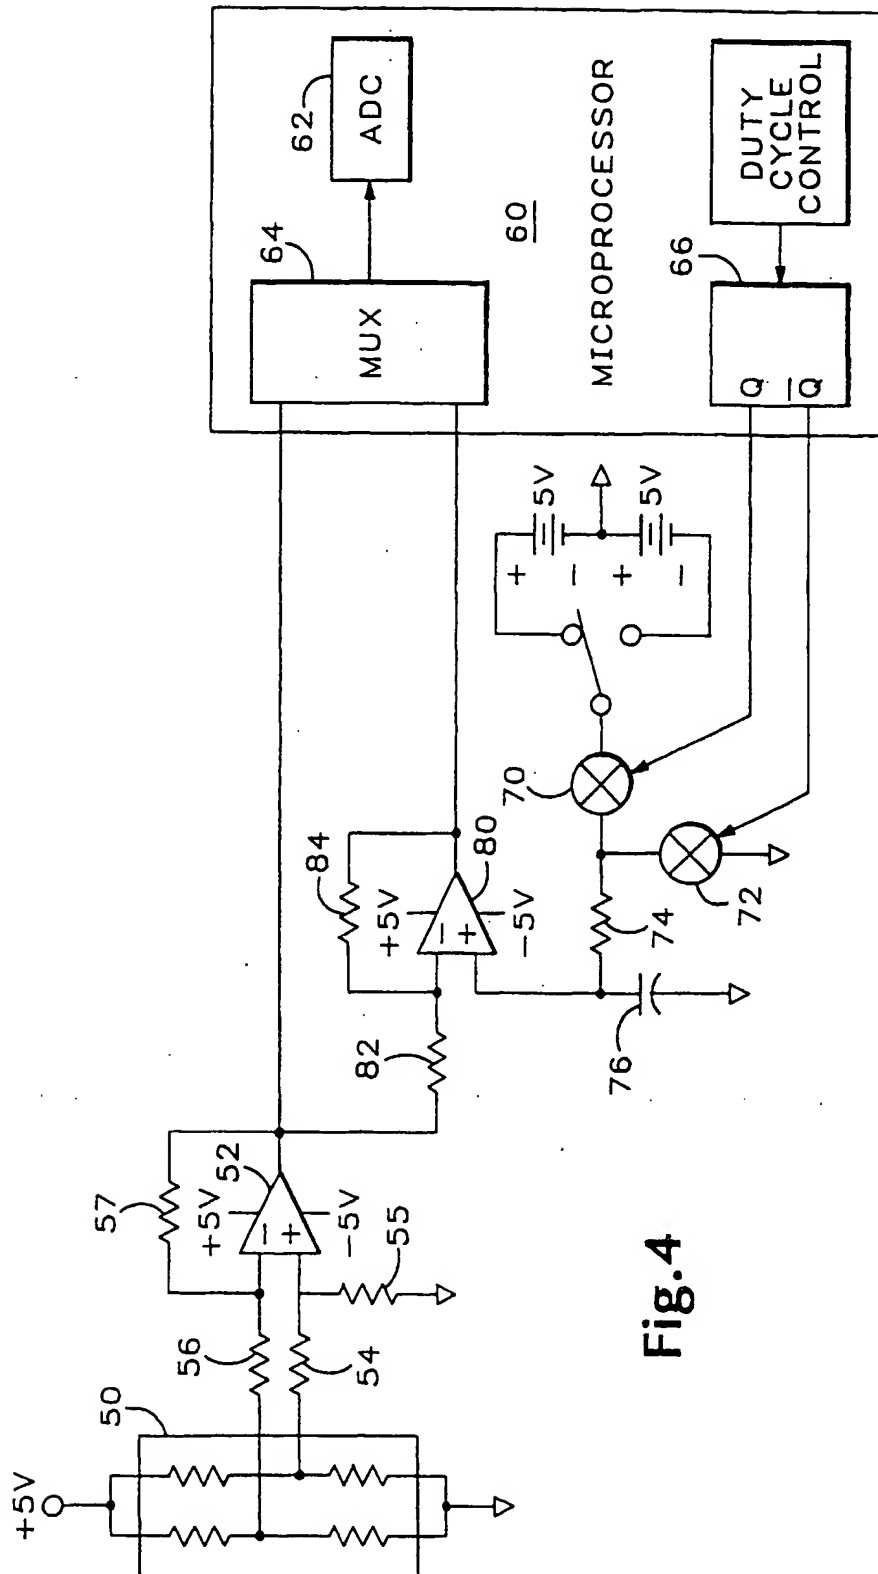 +5V
50
56
54
57
+5V
−
+
−5V
52
55
82
84
+5V
−
+
−5V
80
76
74
70
72
+
5V
−
+
5V
−
64
MUX
62
ADC
60
MICROPROCESSOR
66
Q
Q̅
DUTY
CYCLE
CONTROL
Fig.4